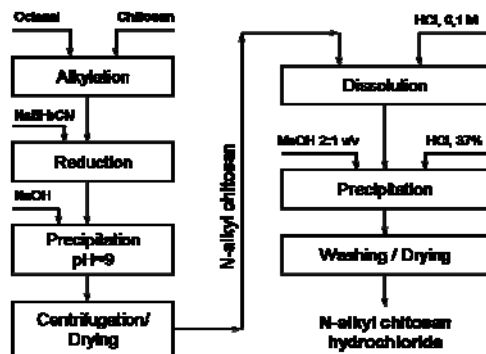 Octanal
Chitosan
Alkylation
NaBH3CN
Reduction
NaOH
Precipitation
pH=9
Centrifugation/
Drying
N-alkyl chitosan
HCl, 0,1 M
Dissolution
MeOH 2:1 v/v
HCl, 37%
Precipitation
Washing / Drying
N-alkyl chitosan
hydrochloride